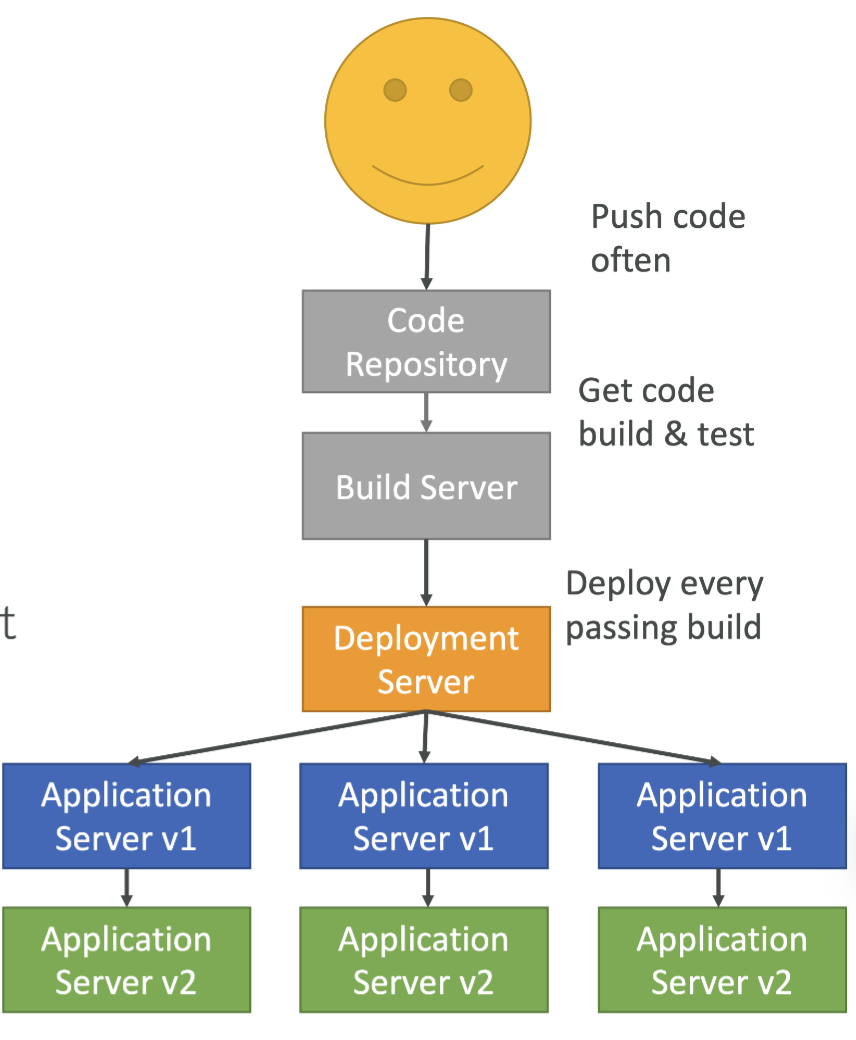 Push code
often
Code
Repository
Get code
build & test
Build Server
Deploy every
passing build
t
Deployment
Server
Application
Server v1
Application
Server v1
Application
Server v1
Application
Server v2
Application
Server v2
Application
Server v2